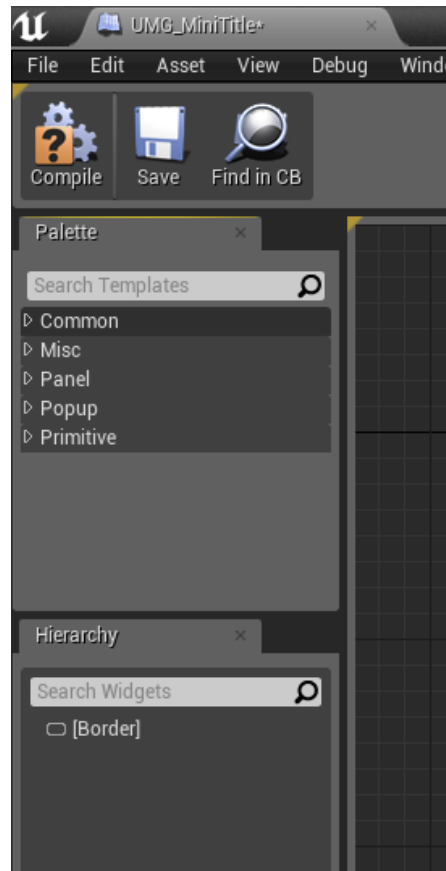 UMG_MiniTitle*
File Edit Asset View Debug Wind
Compile Save Find in CB
Palette
Search Templates
Common
Misc
Panel
Popup
Primitive
Hierarchy
Search Widgets
[Border]